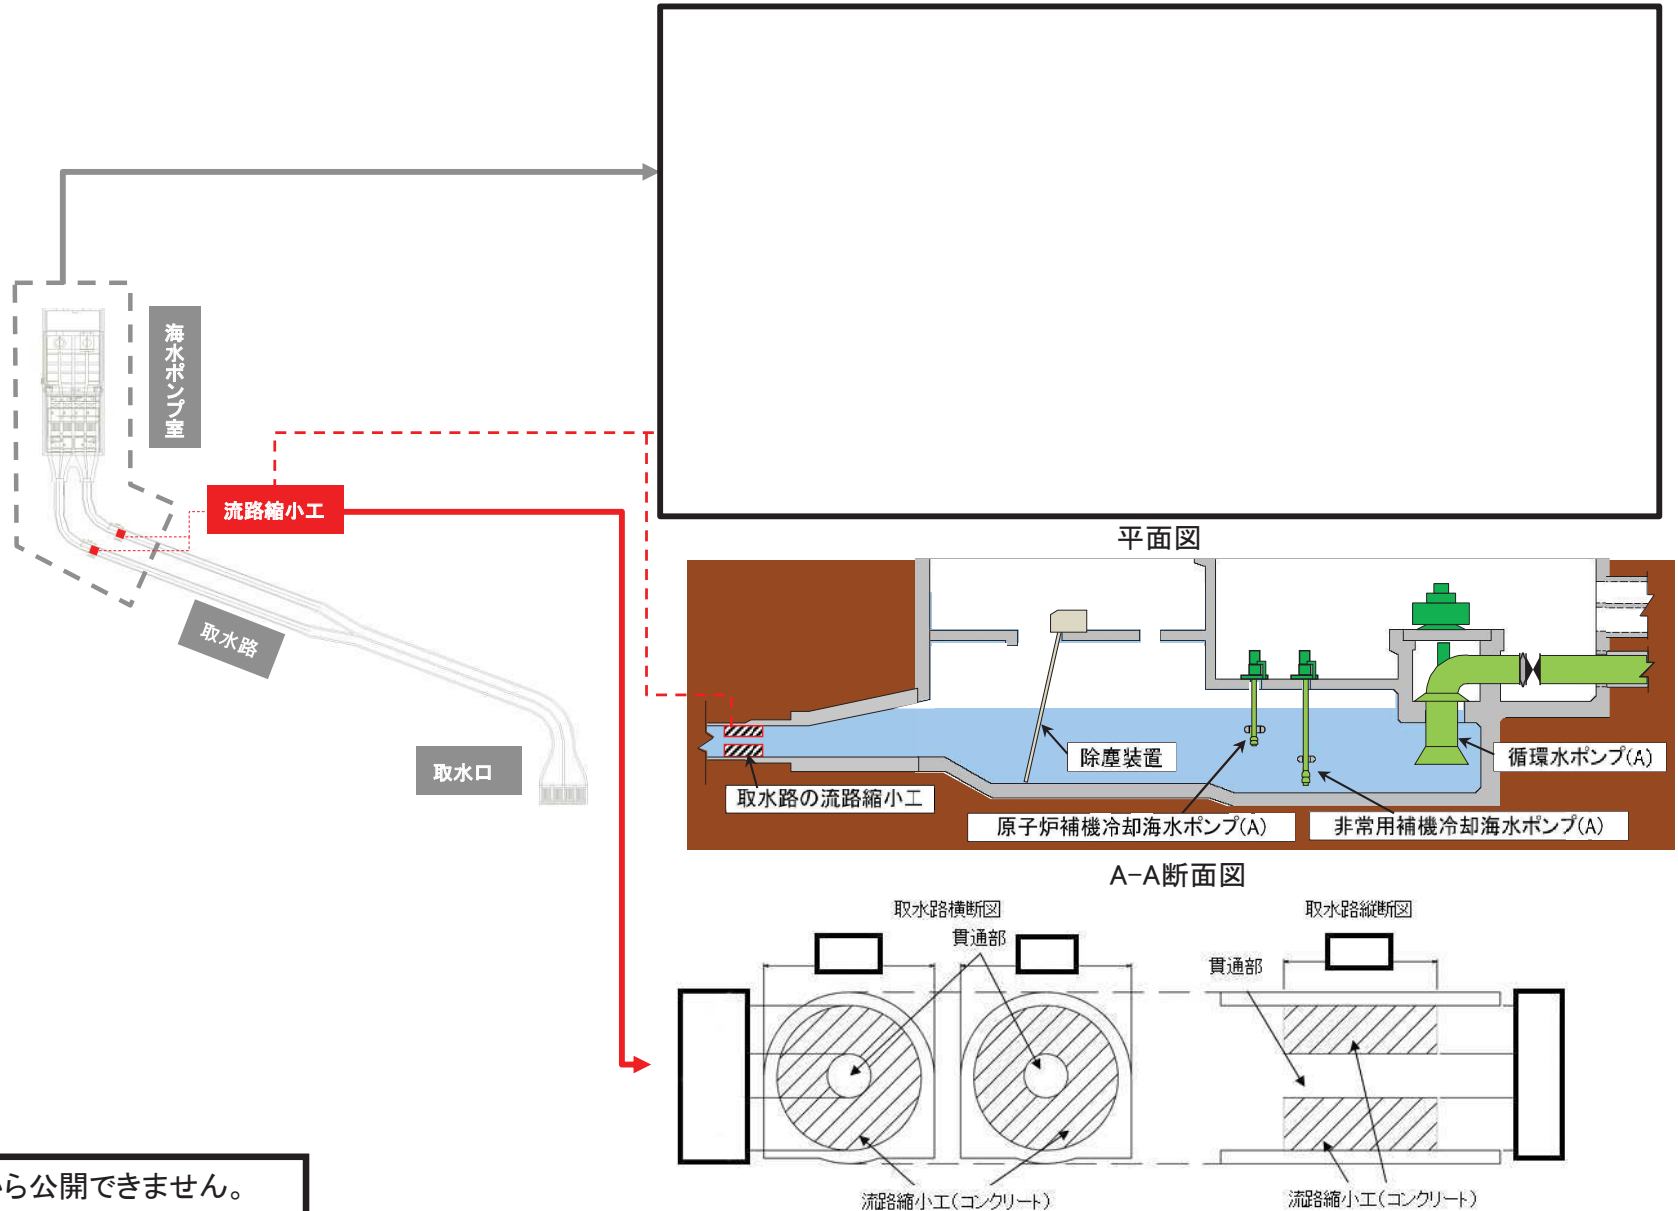 海水ポンプ室
流路縮小工
取水路
取水口
平面図
除塵装置
循環水ポンプ(A)
取水路の流路縮小工
原子炉補機冷却海水ポンプ(A)
非常用補機冷却海水ポンプ(A)
A-A断面図
取水路横断図
取水路縦断図
貫通部
貫通部
流路縮小工(コンクリート)
流路縮小工(コンクリート)
ら公開できません。